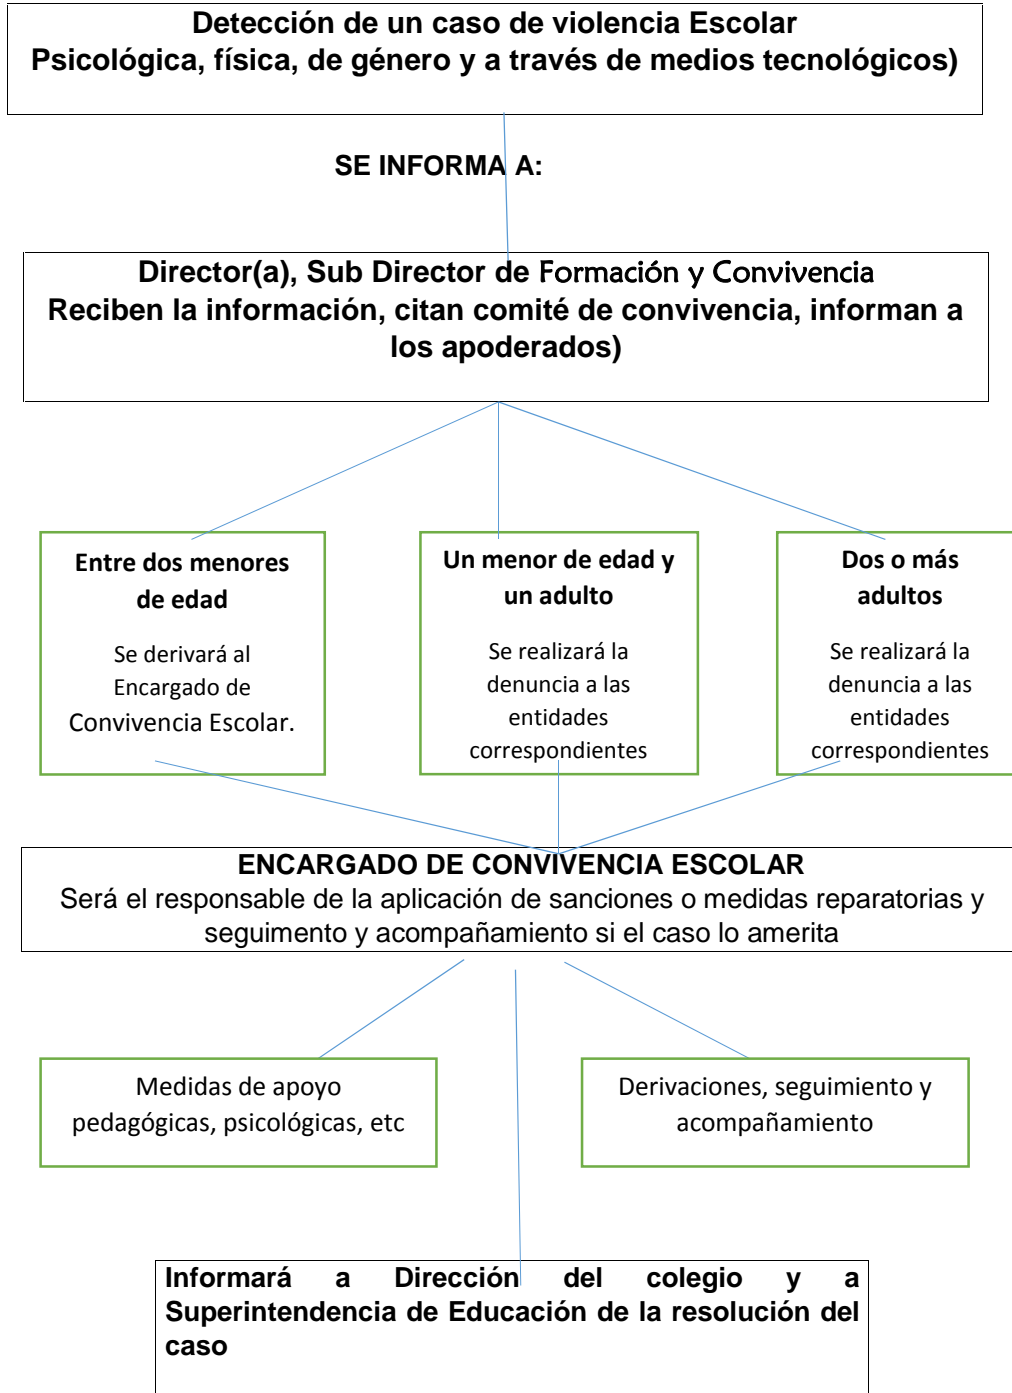 Detección de un caso de violencia Escolar
Psicológica, física, de género y a través de medios tecnológicos)
SE INFORMA A:
Director(a), Sub Director de Formación y Convivencia
Reciben la información, citan comité de convivencia, informan a
los apoderados)
Entre dos menores
de edad
Se derivará al
Encargado de
Convivencia Escolar.
Un menor de edad y
un adulto
Se realizará la
denuncia a las
entidades
correspondientes
Dos o más
adultos
Se realizará la
denuncia a las
entidades
correspondientes
ENCARGADO DE CONVIVENCIA ESCOLAR
Será el responsable de la aplicación de sanciones o medidas reparatorias y
seguimento y acompañamiento si el caso lo amerita
Medidas de apoyo
pedagógicas, psicológicas, etc
Derivaciones, seguimiento y
acompañamiento
Informará a Dirección del colegio y a
Superintendencia de Educación de la resolución del
caso